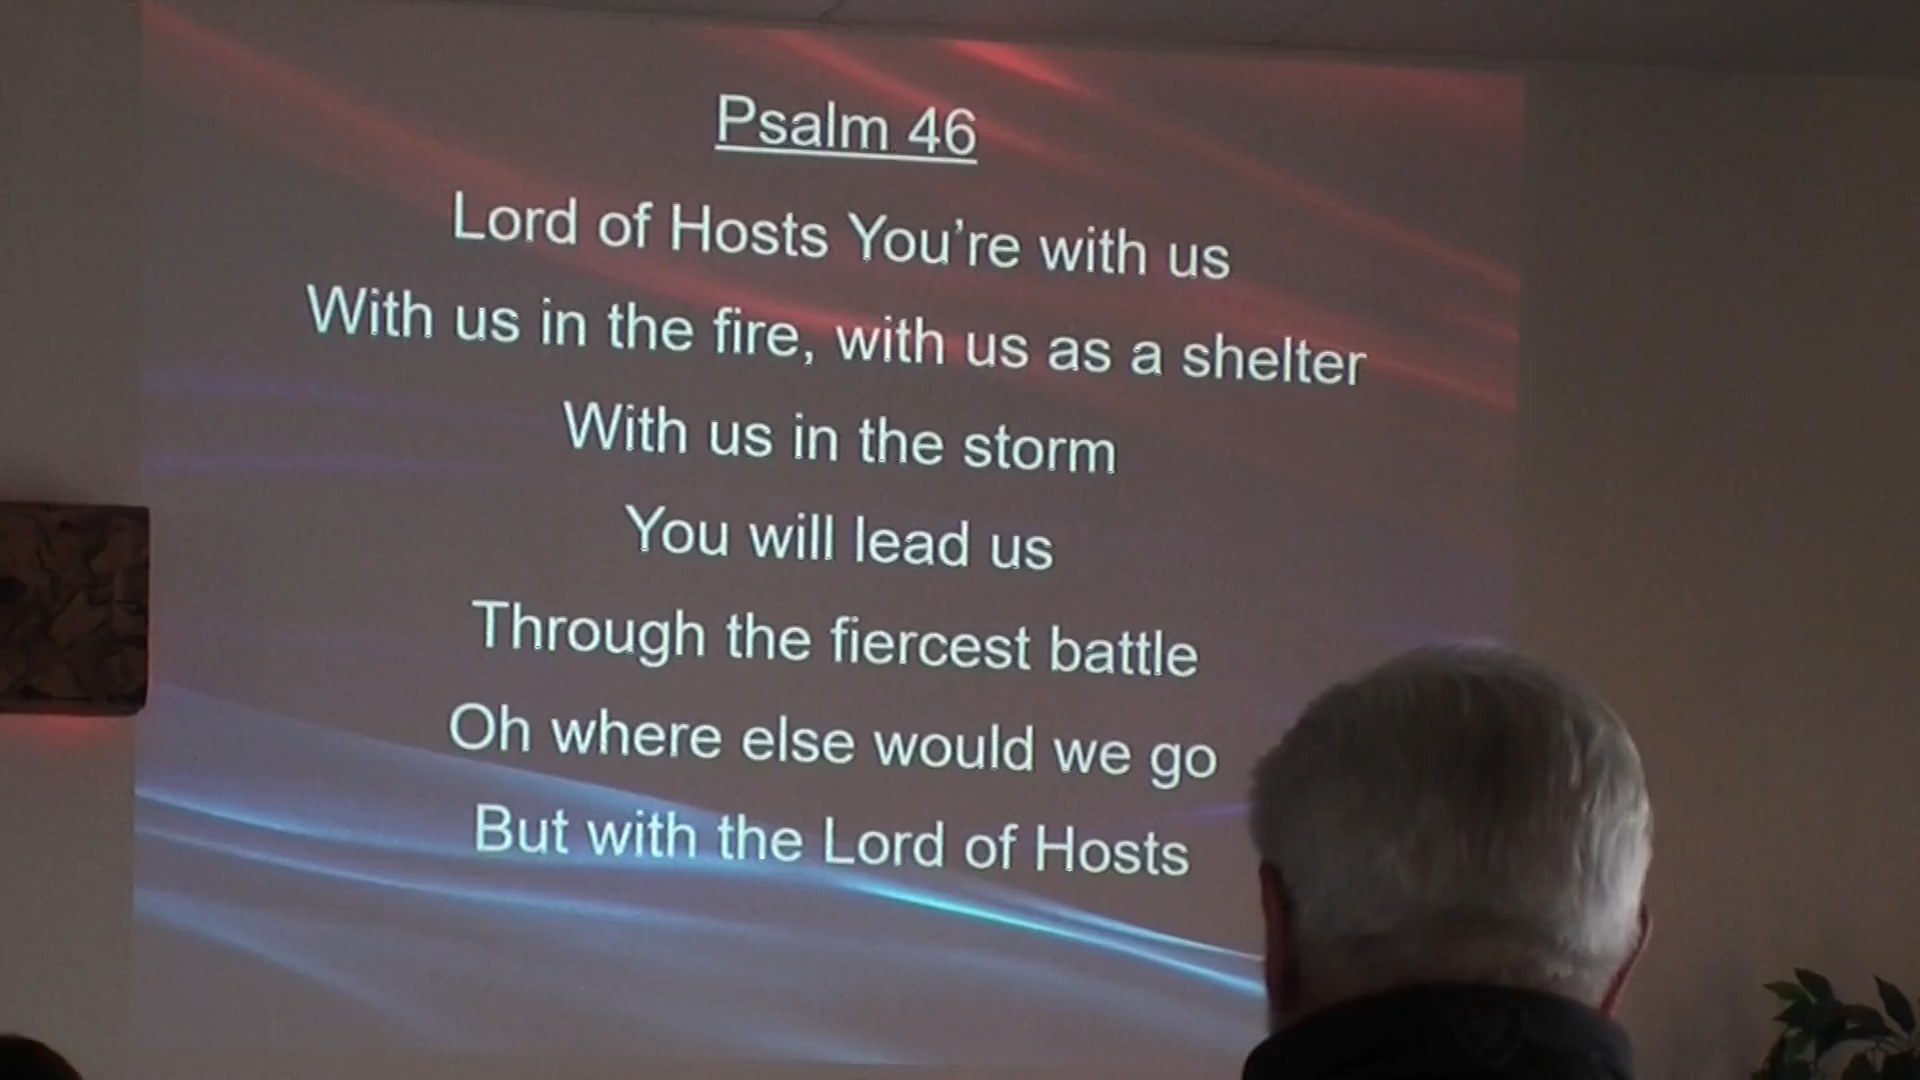 Psalm 46
Lord of Hosts You’re with us
With us in the fire, with us as a shelter
With us in the storm
You will lead us
Through the fiercest battle
Oh where else would we go
But with the Lord of Hosts